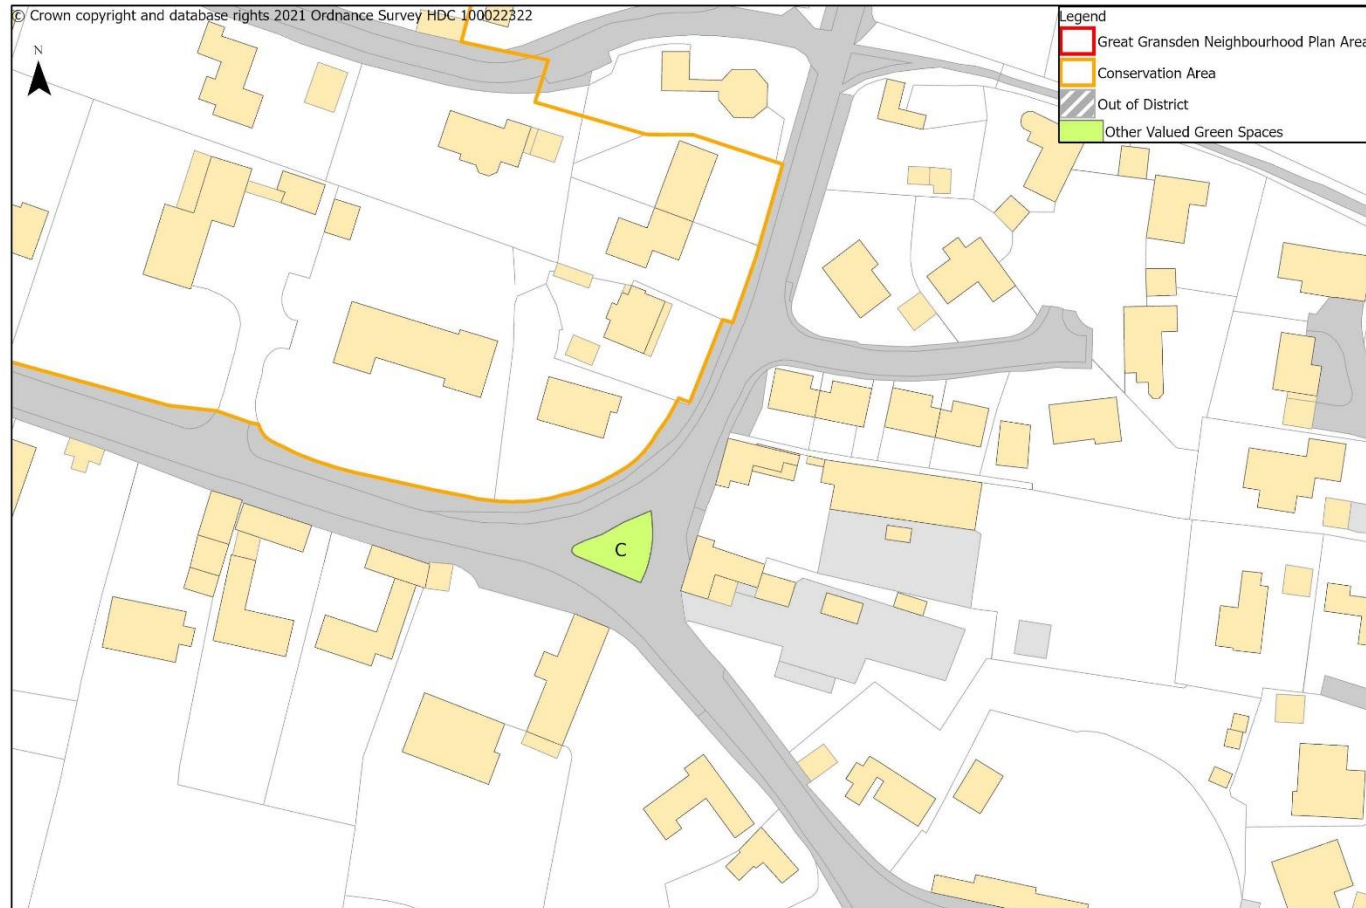 © Crown copyright and database rights 2021 Ordnance Survey HDC 100022322
N
Legend
Great Gransden Neighbourhood Plan Area
Conservation Area
Out of District
Other Valued Green Spaces
C